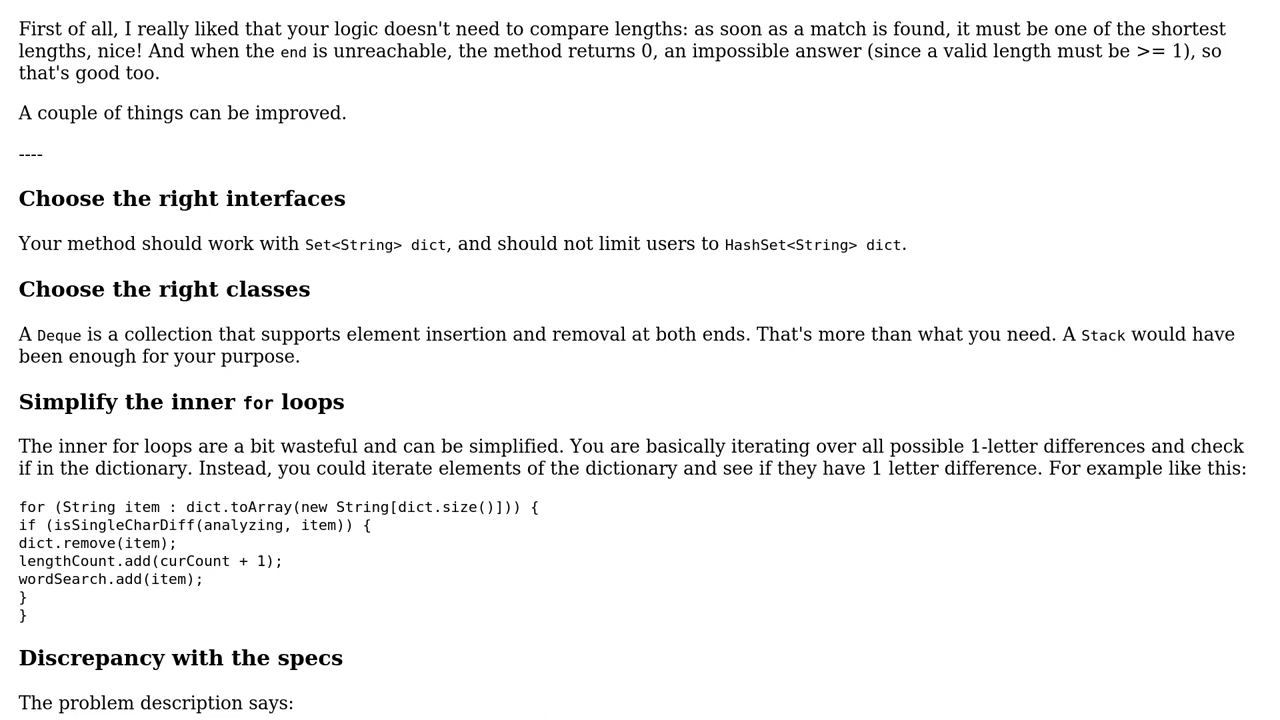 First of all, I really liked that your logic doesn't need to compare lengths: as soon as a match is found, it must be one of the shortest
lengths, nice! And when the end is unreachable, the method returns 0, an impossible answer (since a valid length must be >= 1), so
that's good too.
A couple of things can be improved.
----
Choose the right interfaces
Your method should work with Set<String> dict, and should not limit users to HashSet<String> dict.
Choose the right classes
A Deque is a collection that supports element insertion and removal at both ends. That's more than what you need. A Stack would have
been enough for your purpose.
Simplify the inner for loops
The inner for loops are a bit wasteful and can be simplified. You are basically iterating over all possible 1-letter differences and check
if in the dictionary. Instead, you could iterate elements of the dictionary and see if they have 1 letter difference. For example like this:
for (String item : dict.toArray(new String[dict.size()])) {
if (isSingleCharDiff(analyzing, item)) {
dict.remove(item);
lengthCount.add(curCount + 1);
wordSearch.add(item);
}
}
Discrepancy with the specs
The problem description says: